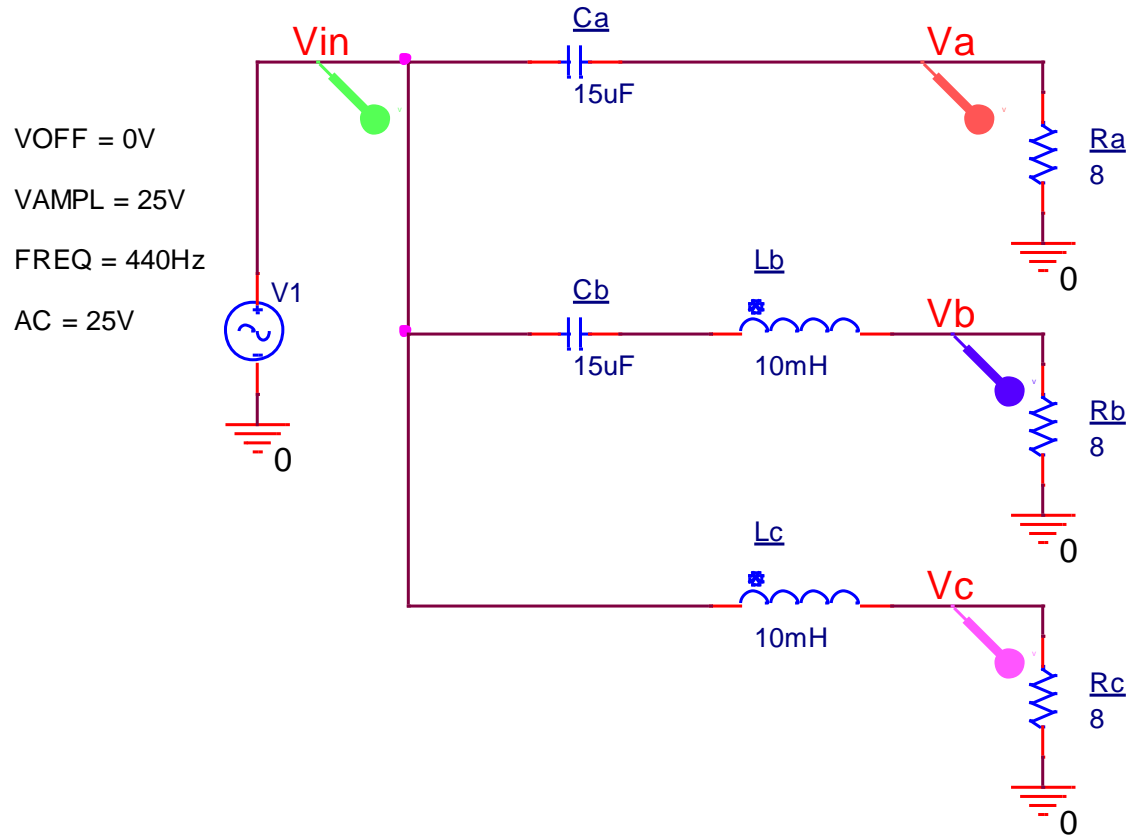 Ca
Vin
Va
15uF
VOFF = 0V
Ra
8
VAMPL = 25V
FREQ = 440Hz
0
V1
Cb
Lb
AC = 25V
Vb
15uF
10mH
Rb
8
0
0
Lc
Vc
10mH
Rc
8
0